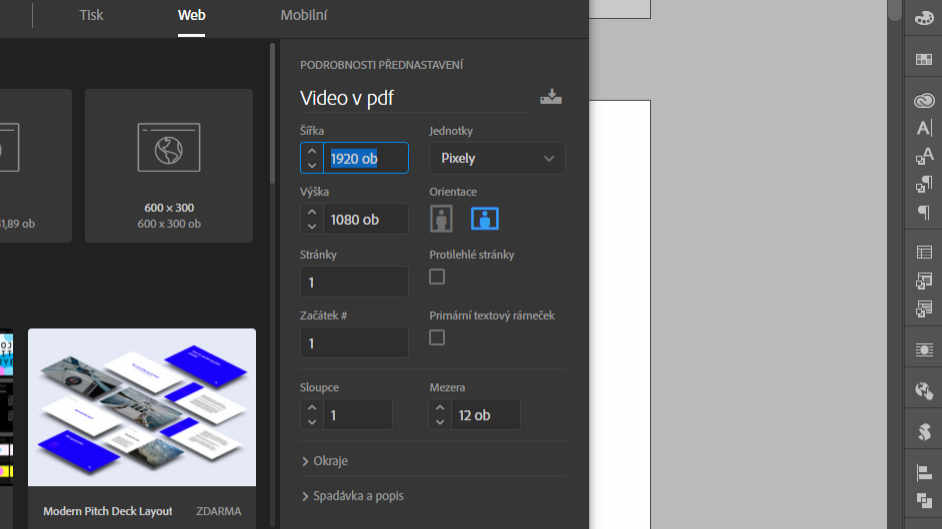 Tisk
Web
Mobilní
PODROBNOSTI PŘEDNASTAVENÍ
Video v pdf
Šířka
Jednotky
1920 ob
Pixely
Výška
Orientace
1080 ob
Stránky
Protilehlé stránky
1
Začátek #
Primární textový rámeček
1
Sloupce
Mezera
1
12 ob
Okraje
Spadávka a popis
1,89 ob
600 × 300
600 x 300 ob
Modern Pitch Deck Layout
ZDARMA